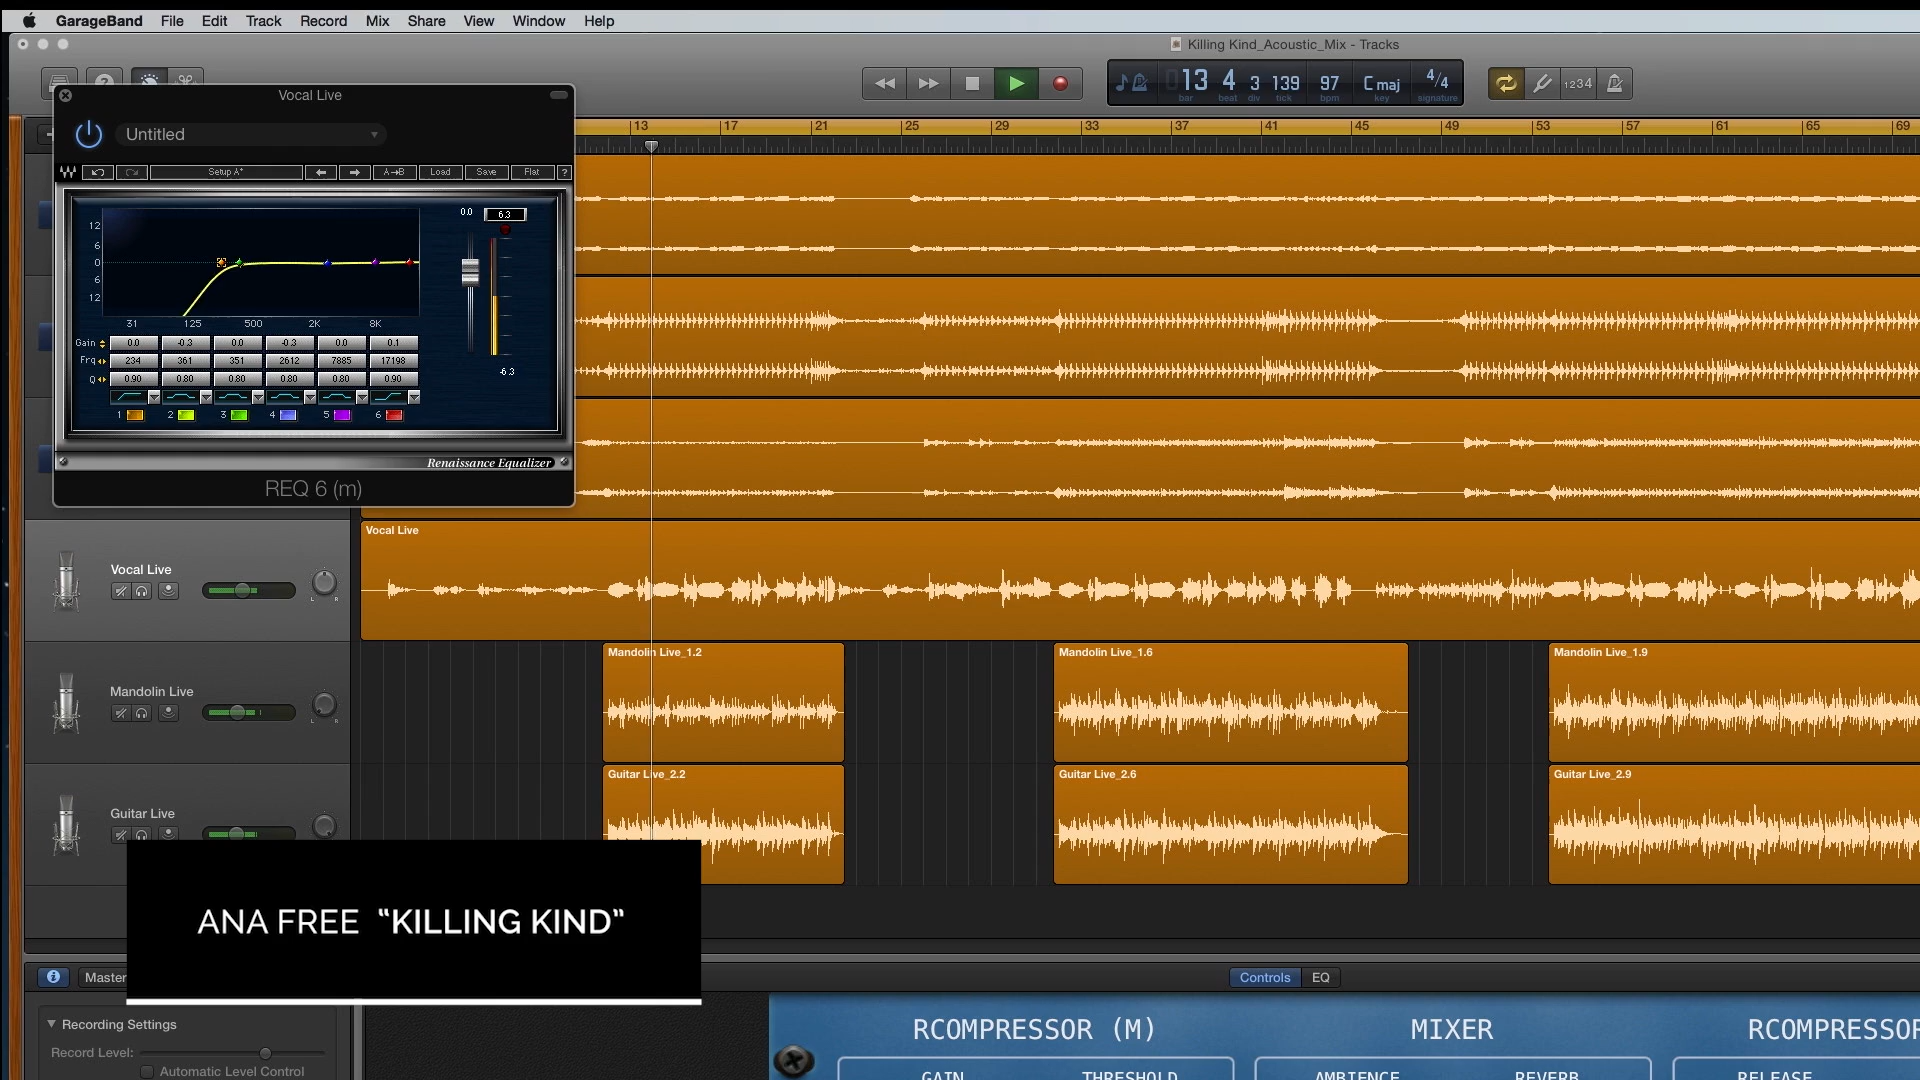 GarageBand File Edit Track Record Mix Share View Window Help
Killing Kind_Acoustic_Mix - Tracks
13 4 3 139 97 C maj 4/4
bar beat div tick bpm key signature
1234
Vocal Live
Untitled
Setup A* A→B Load Save Flat ?
13 17 21 25 29 33 37 41 45 49 53 57 61 65 69
0.0 6.3
12
6
0
6
12
-6.3
31 125 500 2K 8K
Gain 0.0 -0.3 0.0 -0.3 0.0 0.1
Frq 234 361 351 2612 7885 17198
Q 0.90 0.80 0.80 0.80 0.80 0.90
1 2 3 4 5 6
Renaissance Equalizer
REQ 6 (m)
Vocal Live
Vocal Live
L R
Mandolin Live_1.2 Mandolin Live_1.6 Mandolin Live_1.9
Mandolin Live
L R
Guitar Live_2.2 Guitar Live_2.6 Guitar Live_2.9
Guitar Live
ANA FREE “KILLING KIND”
Master
Controls EQ
Recording Settings
Record Level:
Automatic Level Control
RCOMPRESSOR (M) MIXER RCOMPRESSOR
GAIN THRESHOLD AMBIENCE REVERB RELEASE